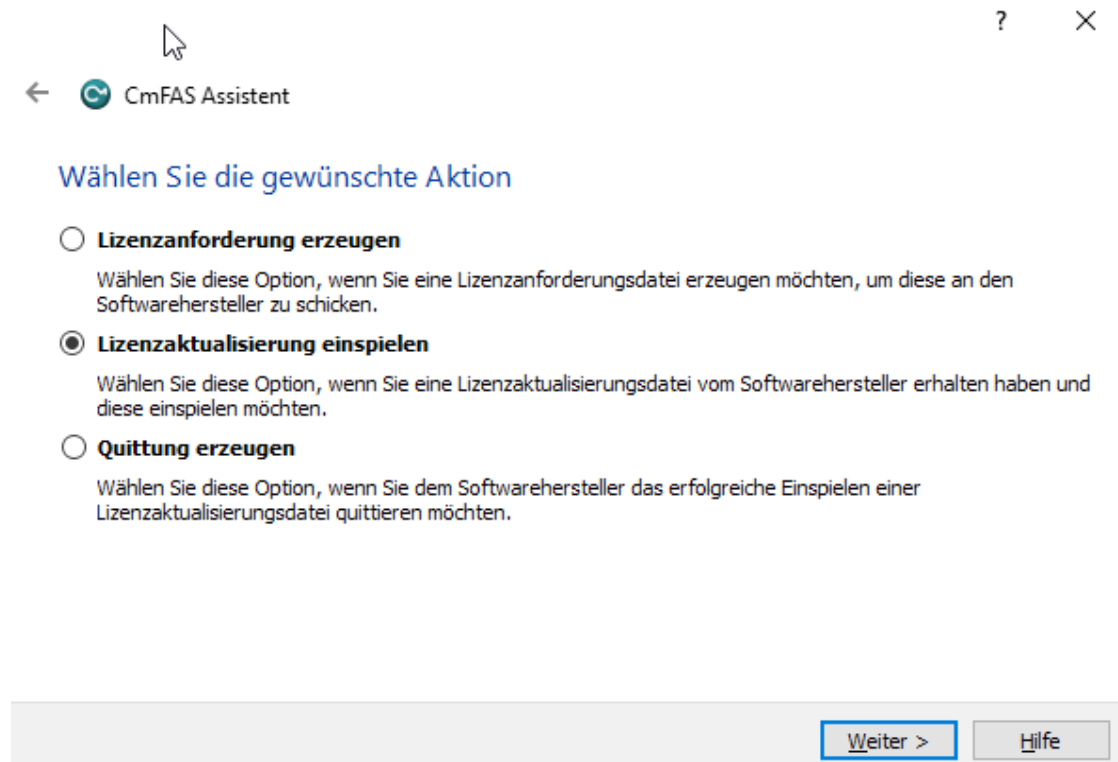 ?
CmFAS Assistent
Wählen Sie die gewünschte Aktion
Lizenzanforderung erzeugen
Wählen Sie diese Option, wenn Sie eine Lizenzanforderungsdatei erzeugen möchten, um diese an den
Softwarehersteller zu schicken.
Lizenzaktualisierung einspielen
Wählen Sie diese Option, wenn Sie eine Lizenzaktualisierungsdatei vom Softwarehersteller erhalten haben und
diese einspielen möchten.
Quittung erzeugen
Wählen Sie diese Option, wenn Sie dem Softwarehersteller das erfolgreiche Einspielen einer
Lizenzaktualisierungsdatei quittieren möchten.
Weiter > Hilfe